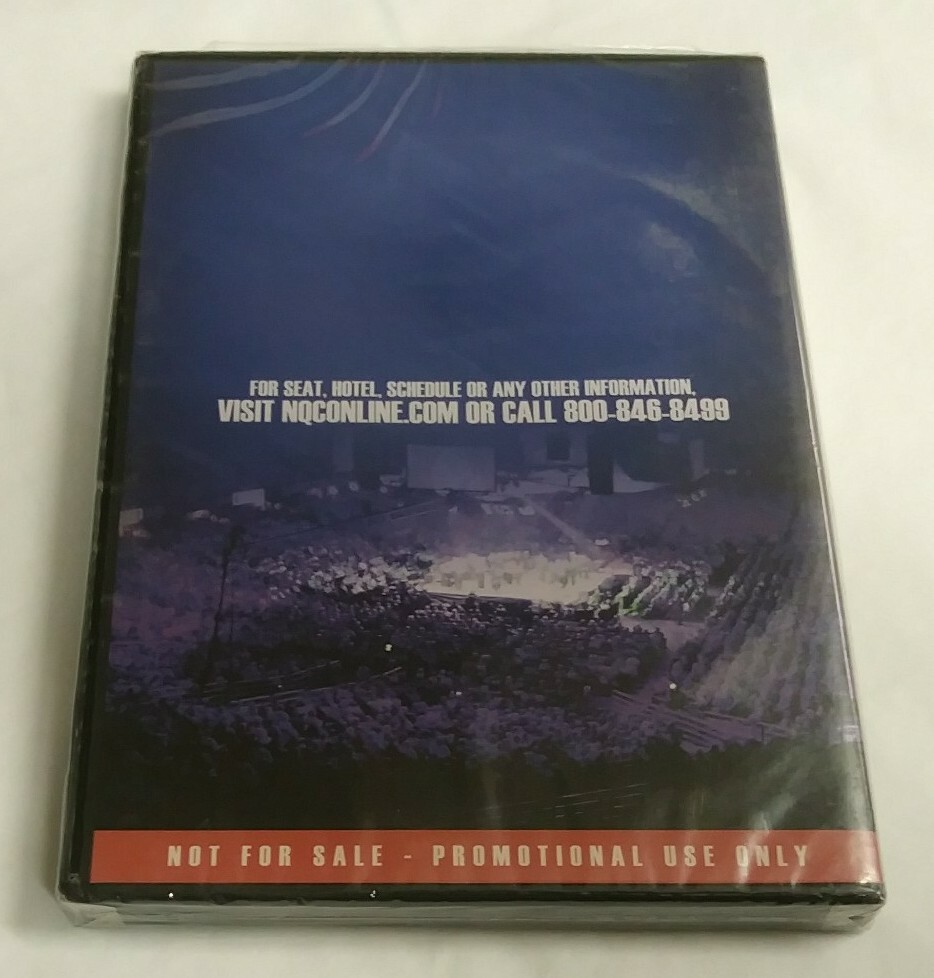 FOR SEAT, HOTEL, SCHEDULE OR ANY OTHER INFORMATION,
VISIT NQCONLINE.COM OR CALL 800-846-8499
NOT FOR SALE - PROMOTIONAL USE ONLY